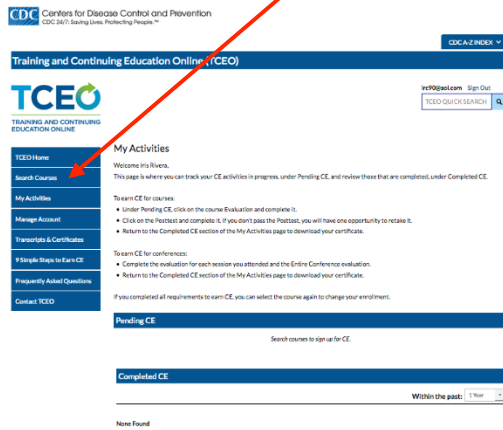 CDC Centers for Disease Control and Prevention
CDC 24/7: Saving Lives. Protecting People.™
CDC A-Z INDEX
Training and Continuing Education Online (TCEO)
irc90@aol.com Sign Out
TCEO QUICK SEARCH
TCEO
TRAINING AND CONTINUING
EDUCATION ONLINE
TCEO Home
Search Courses
My Activities
Manage Account
Transcripts & Certificates
9 Simple Steps to Earn CE
Frequently Asked Questions
Contact TCEO
My Activities
Welcome Iris Rivera,
This page is where you can track your CE activities in progress, under Pending CE, and review those that are completed, under Completed CE.
To earn CE for courses:
• Under Pending CE, click on the course Evaluation and complete it.
• Click on the Posttest and complete it. If you don't pass the Posttest, you will have one opportunity to retake it.
• Return to the Completed CE section of the My Activities page to download your certificate.
To earn CE for conferences:
• Complete the evaluation for each session you attended and the Entire Conference evaluation.
• Return to the Completed CE section of the My Activities page to download your certificate.
If you completed all requirements to earn CE, you can select the course again to change your enrollment.
Pending CE
Search courses to sign up for CE.
Completed CE
Within the past: 1 Year
None Found